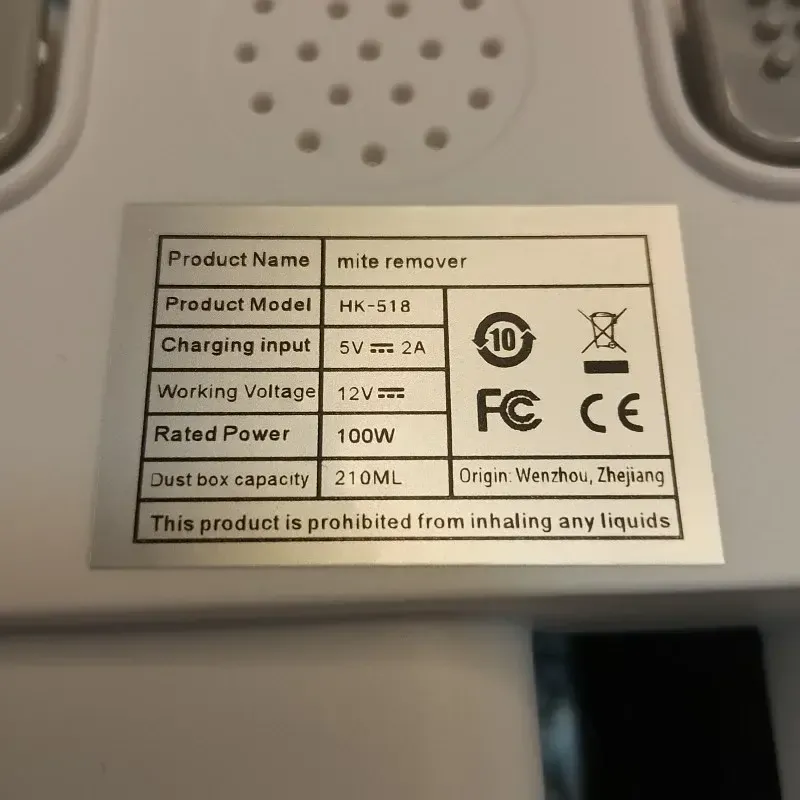 Product Name mite remover
Product Model HK-518
Charging input 5V ⎓ 2A
Working Voltage 12V ⎓
Rated Power 100W
10
FC CE
Dust box capacity 210ML Origin: Wenzhou, Zhejiang
This product is prohibited from inhaling any liquids